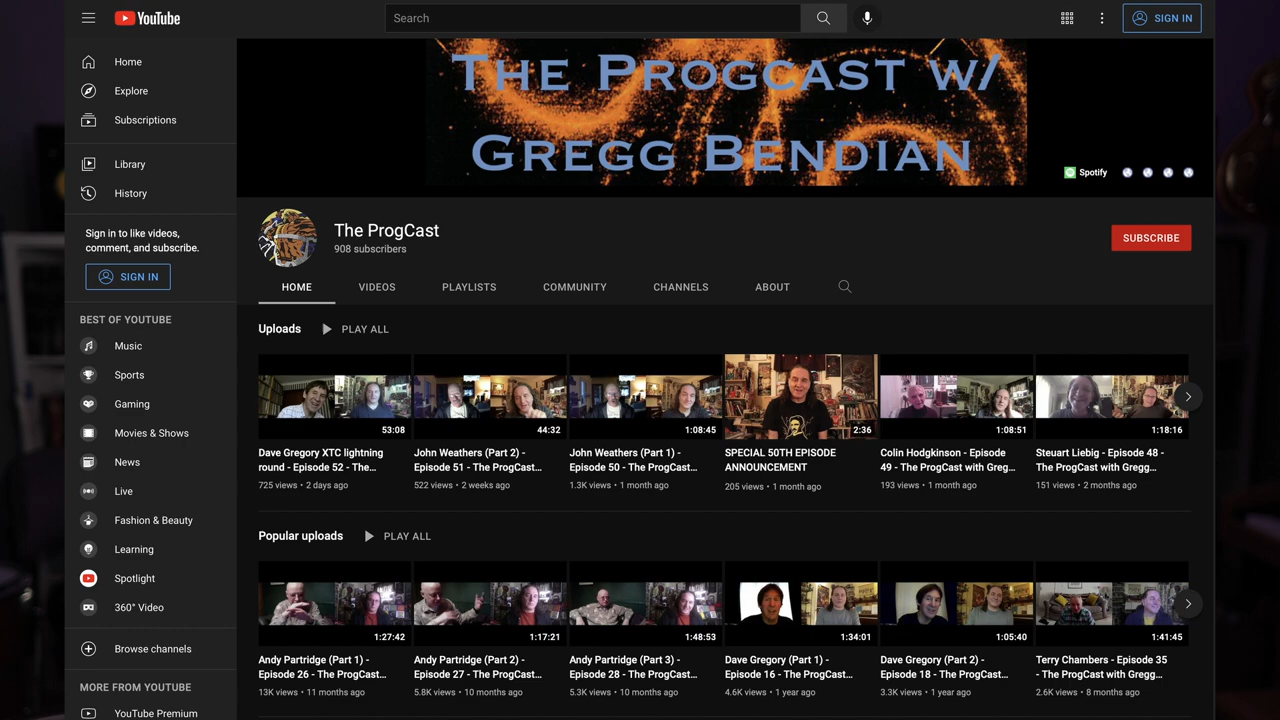 YouTube
Search
SIGN IN
Home
Explore
Subscriptions
Library
History
Sign in to like videos,
comment, and subscribe.
SIGN IN
BEST OF YOUTUBE
Music
Sports
Gaming
Movies & Shows
News
Live
Fashion & Beauty
Learning
Spotlight
360° Video
Browse channels
MORE FROM YOUTUBE
YouTube Premium
THE PROGCAST W/
GREGG BENDIAN
Spotify
The ProgCast
908 subscribers
SUBSCRIBE
HOME VIDEOS PLAYLISTS COMMUNITY CHANNELS ABOUT
Uploads PLAY ALL
53:08
Dave Gregory XTC lightning
round - Episode 52 - The...
725 views • 2 days ago
44:32
John Weathers (Part 2) -
Episode 51 - The ProgCast...
522 views • 2 weeks ago
1:08:45
John Weathers (Part 1) -
Episode 50 - The ProgCast...
1.3K views • 1 month ago
2:36
SPECIAL 50TH EPISODE
ANNOUNCEMENT
205 views • 1 month ago
1:08:51
Colin Hodgkinson - Episode
49 - The ProgCast with Greg...
193 views • 1 month ago
1:18:16
Steuart Liebig - Episode 48 -
The ProgCast with Gregg...
151 views • 2 months ago
Popular uploads PLAY ALL
1:27:42
Andy Partridge (Part 1) -
Episode 26 - The ProgCast...
13K views • 11 months ago
1:17:21
Andy Partridge (Part 2) -
Episode 27 - The ProgCast...
5.8K views • 10 months ago
1:48:53
Andy Partridge (Part 3) -
Episode 28 - The ProgCast...
5.3K views • 10 months ago
1:34:01
Dave Gregory (Part 1) -
Episode 16 - The ProgCast...
4.6K views • 1 year ago
1:05:40
Dave Gregory (Part 2) -
Episode 18 - The ProgCast...
3.3K views • 1 year ago
1:41:45
Terry Chambers - Episode 35
- The ProgCast with Gregg...
2.6K views • 8 months ago